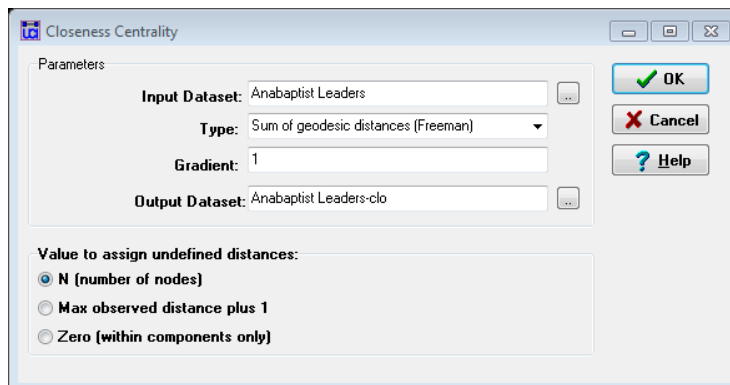 Closeness Centrality
Parameters
Input Dataset: Anabaptist Leaders ..
Type: Sum of geodesic distances (Freeman)
Gradient: 1
Output Dataset: Anabaptist Leaders-clo ..
OK
Cancel
Help
Value to assign undefined distances:
N (number of nodes)
Max observed distance plus 1
Zero (within components only)